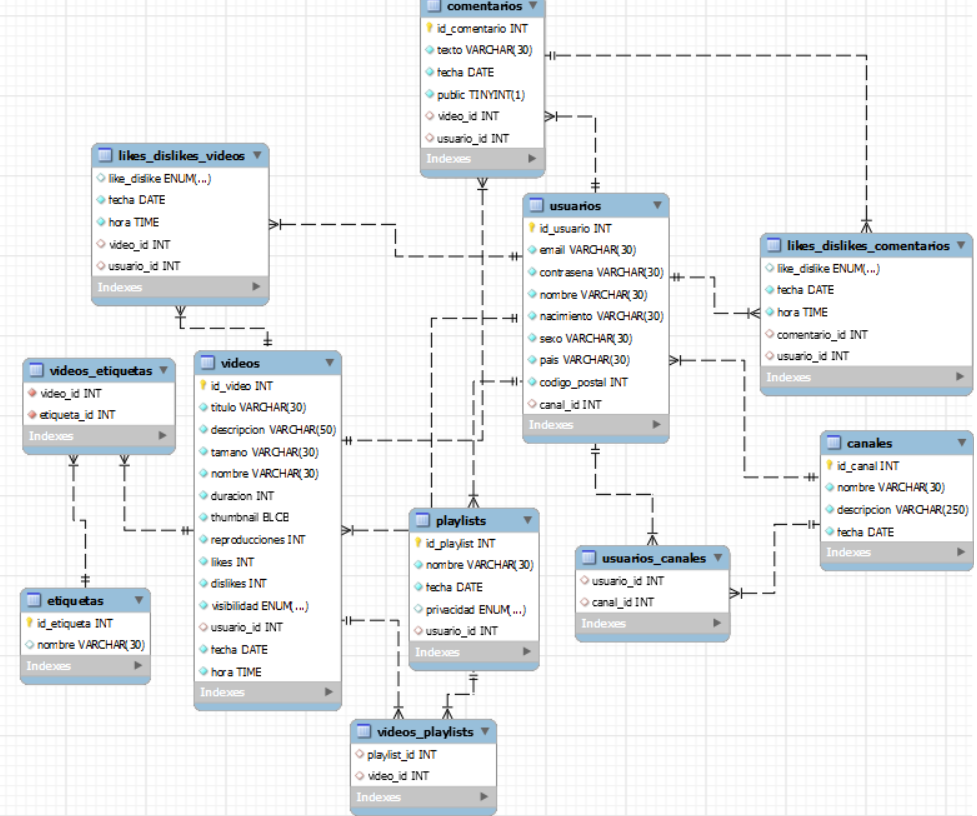 comentarios
id_comentario INT
texto VARCHAR(30)
fecha DATE
public TINYINT(1)
video_id INT
usuario_id INT
Indexes
likes_dislikes_videos
like_dislike ENUM(...)
fecha DATE
hora TIME
video_id INT
usuario_id INT
Indexes
usuarios
id_usuario INT
email VARCHAR(30)
contrasena VARCHAR(30)
nombre VARCHAR(30)
nacimiento VARCHAR(30)
sexo VARCHAR(30)
pais VARCHAR(30)
codigo_postal INT
canal_id INT
Indexes
likes_dislikes_comentarios
like_dislike ENUM(...)
fecha DATE
hora TIME
comentario_id INT
usuario_id INT
Indexes
videos_etiquetas
video_id INT
etiqueta_id INT
Indexes
videos
id_video INT
titulo VARCHAR(30)
descripcion VARCHAR(50)
tamano VARCHAR(30)
nombre VARCHAR(30)
duracion INT
thumbnail BLOB
reproducciones INT
likes INT
dislikes INT
visibilidad ENUM(...)
usuario_id INT
fecha DATE
hora TIME
Indexes
canales
id_canal INT
nombre VARCHAR(30)
descripcion VARCHAR(250)
fecha DATE
Indexes
playlists
id_playlist INT
nombre VARCHAR(30)
fecha DATE
privacidad ENUM(...)
usuario_id INT
Indexes
usuarios_canales
usuario_id INT
canal_id INT
Indexes
etiquetas
id_etiqueta INT
nombre VARCHAR(30)
Indexes
videos_playlists
playlist_id INT
video_id INT
Indexes